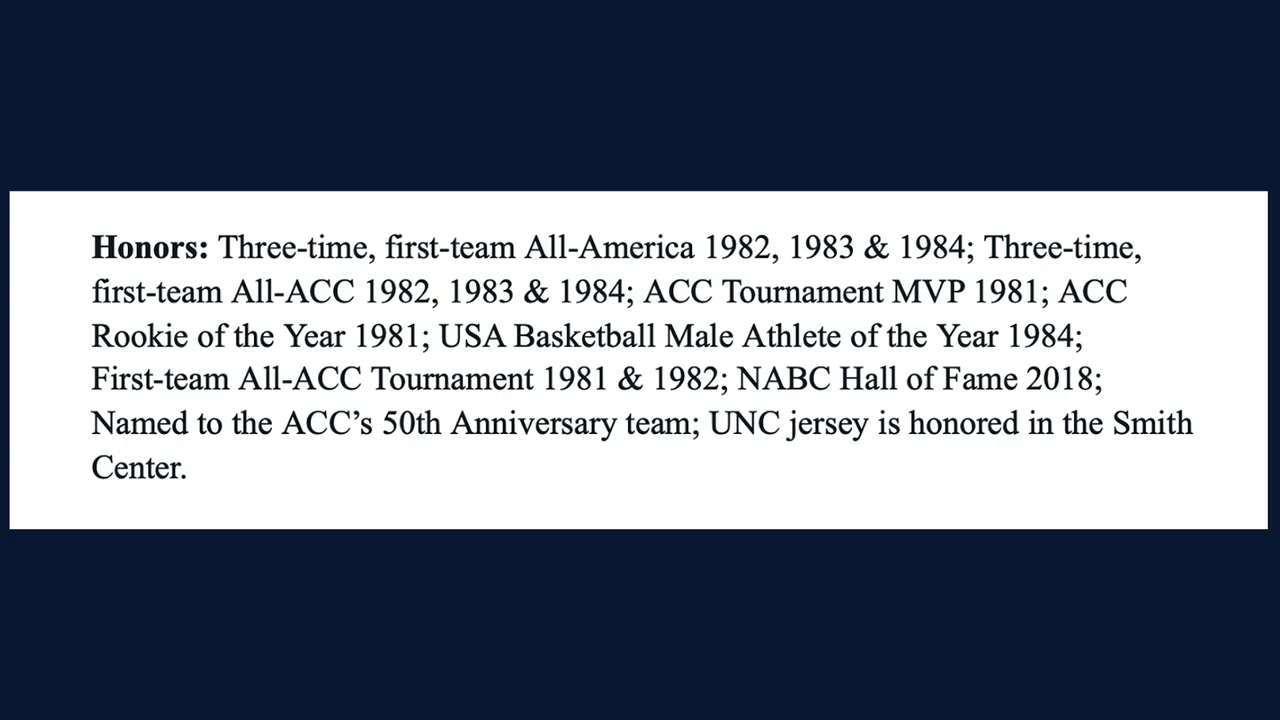 Honors: Three-time, first-team All-America 1982, 1983 & 1984; Three-time,
first-team All-ACC 1982, 1983 & 1984; ACC Tournament MVP 1981; ACC
Rookie of the Year 1981; USA Basketball Male Athlete of the Year 1984;
First-team All-ACC Tournament 1981 & 1982; NABC Hall of Fame 2018;
Named to the ACC’s 50th Anniversary team; UNC jersey is honored in the Smith
Center.